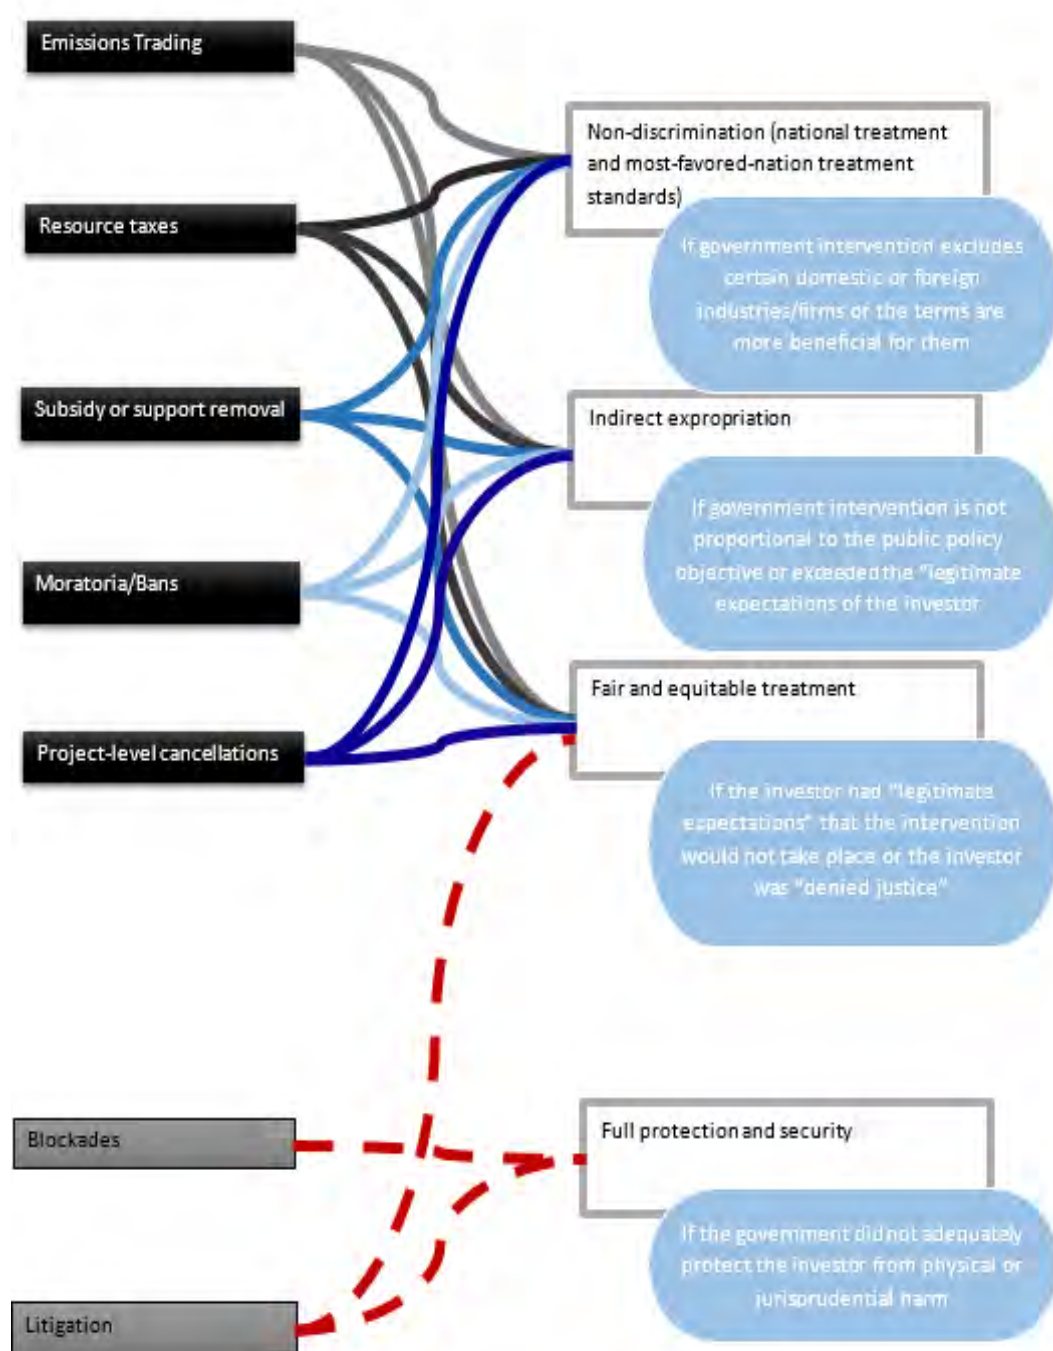 Emissions Trading
Resource taxes
Subsidy or support removal
Moratoria/Bans
Project-level cancellations
Blockades
Litigation
Non-discrimination (national treatment
and most-favored-nation treatment
standards)
If government intervention excludes
certain domestic or foreign
industries/firms or the terms are
more beneficial for them
Indirect expropriation
If government intervention is not
proportional to the public policy
objective or exceeded the "legitimate
expectations of the investor
Fair and equitable treatment
If the investor had "legitimate
expectations" that the intervention
would not take place or the investor
was "denied justice"
Full protection and security
If the government did not adequately
protect the investor from physical or
jurisprudential harm